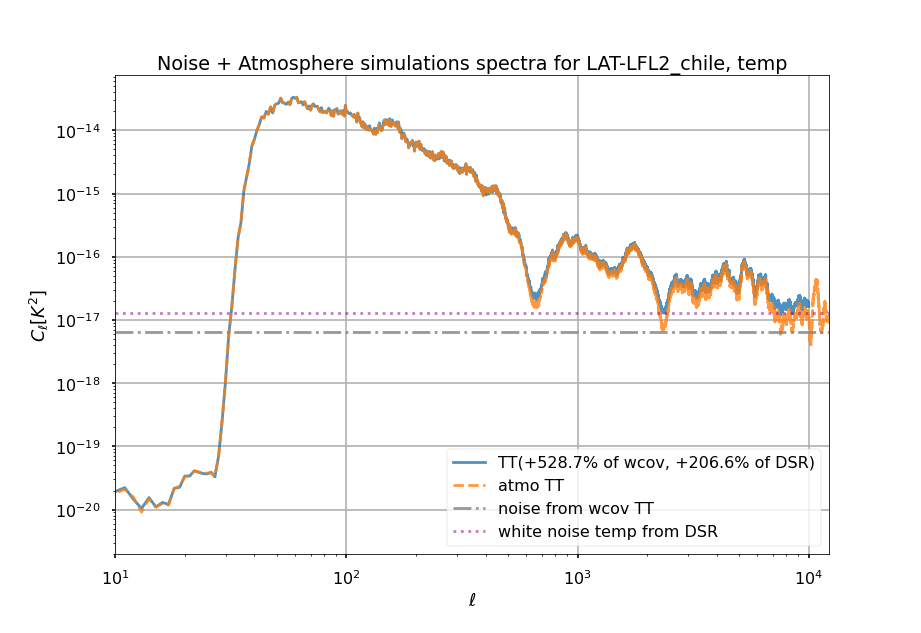 Noise + Atmosphere simulations spectra for LAT-LFL2_chile, temp
C_ℓ[K²]
10⁻¹⁴
10⁻¹⁵
10⁻¹⁶
10⁻¹⁷
10⁻¹⁸
10⁻¹⁹
10⁻²⁰
TT(+528.7% of wcov, +206.6% of DSR)
atmo TT
noise from wcov TT
white noise temp from DSR
10¹ 10² 10³ 10⁴
ℓ